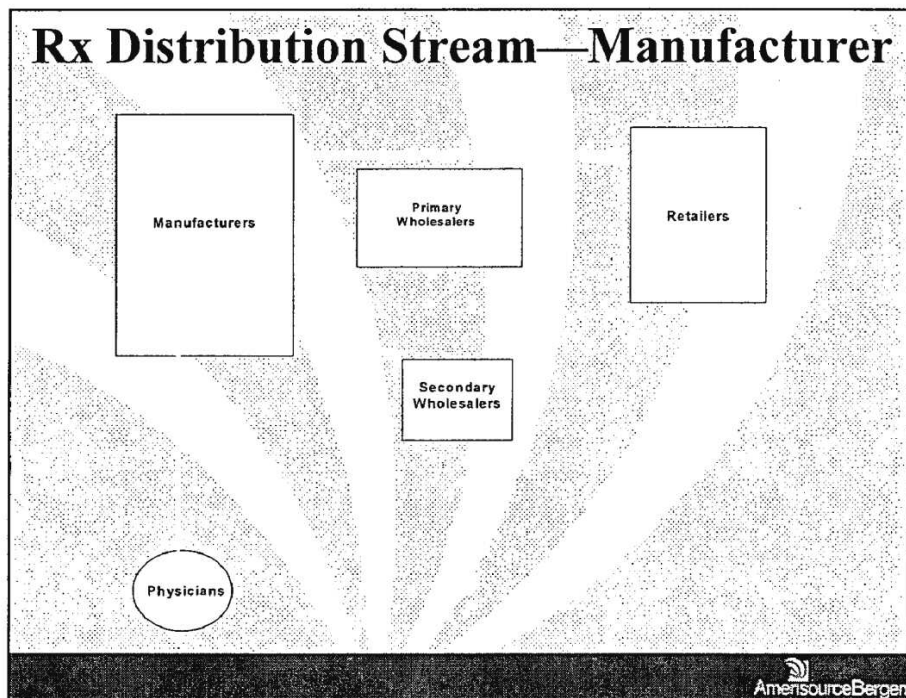 Rx Distribution Stream—Manufacturer
Manufacturers
Primary
Wholesalers
Retailers
Secondary
Wholesalers
Physicians
AmerisourceBergen